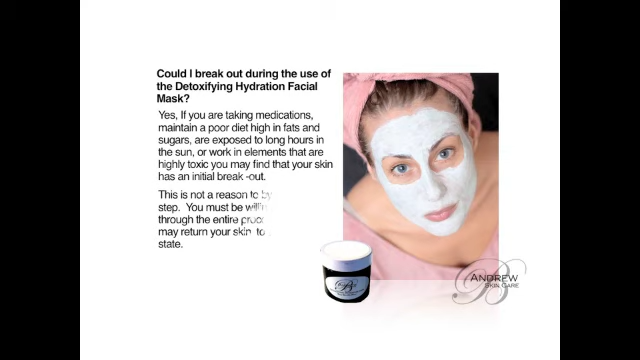 Could I break out during the use of
the Detoxifying Hydration Facial
Mask?
Yes, If you are taking medications,
maintain a poor diet high in fats and
sugars, are exposed to long hours in
the sun, or work in elements that are
highly toxic you may find that your skin
has an initial break -out.
This is not a reason to by
step. You must be
through the entire
may return your skin to
state.
ANDREW
SKIN CARE